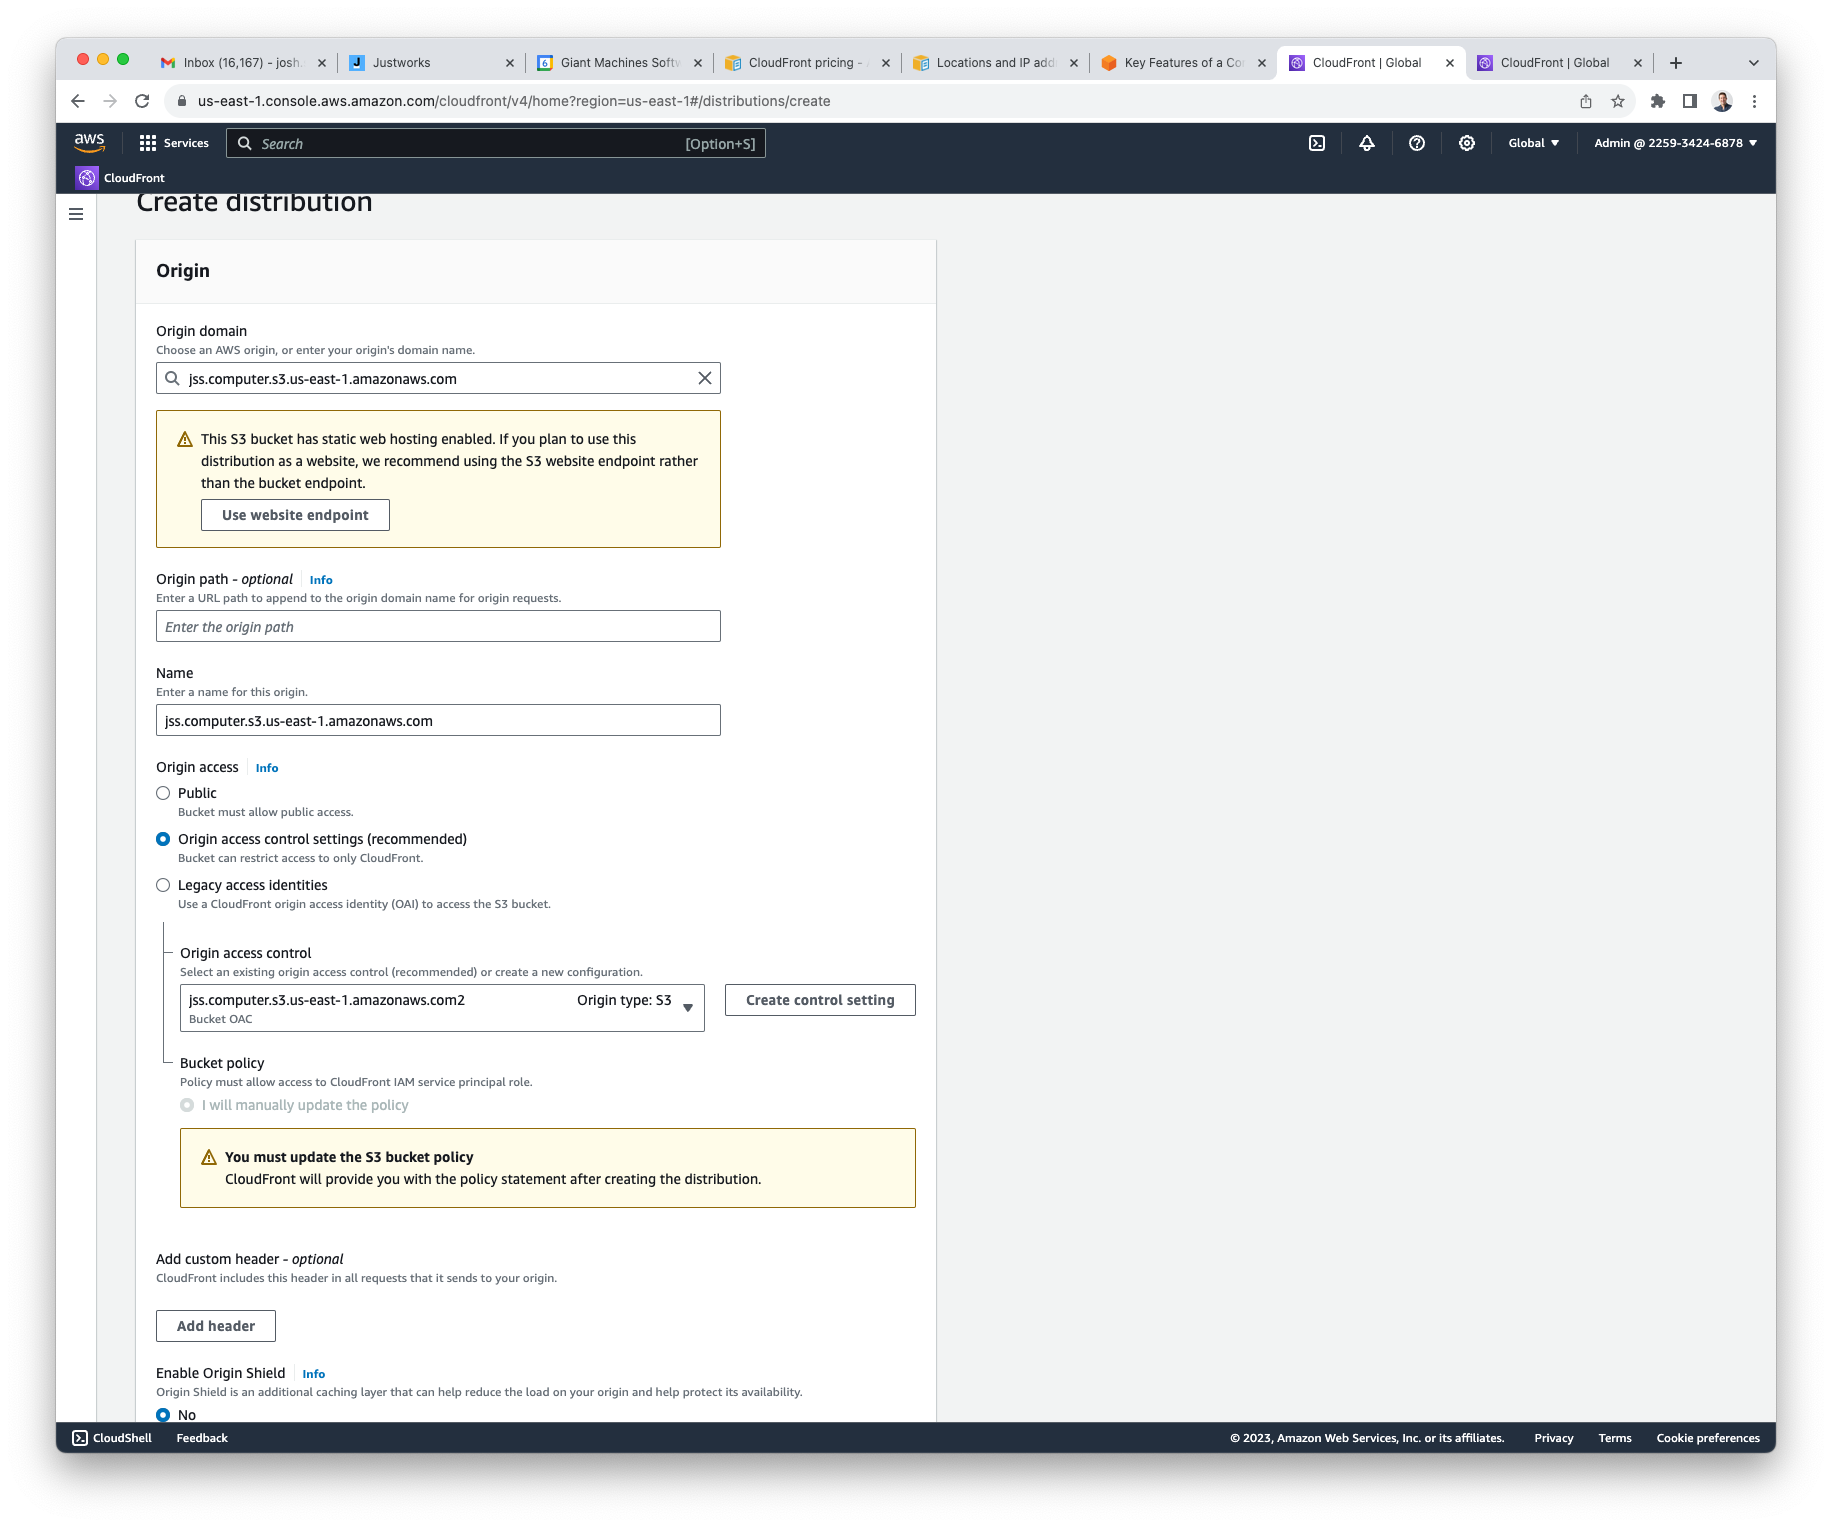 Inbox (16,167) - josh.
Justworks
Giant Machines Softw
CloudFront pricing -
Locations and IP add
Key Features of a Co
CloudFront | Global
CloudFront | Global
us-east-1.console.aws.amazon.com/cloudfront/v4/home?region=us-east-1#/distributions/create
aws
Services
Search
[Option+S]
Global
Admin @ 2259-3424-6878
CloudFront
Create distribution
Origin
Origin domain
Choose an AWS origin, or enter your origin's domain name.
jss.computer.s3.us-east-1.amazonaws.com
This S3 bucket has static web hosting enabled. If you plan to use this
distribution as a website, we recommend using the S3 website endpoint rather
than the bucket endpoint.
Use website endpoint
Origin path - optional
Info
Enter a URL path to append to the origin domain name for origin requests.
Enter the origin path
Name
Enter a name for this origin.
jss.computer.s3.us-east-1.amazonaws.com
Origin access
Info
Public
Bucket must allow public access.
Origin access control settings (recommended)
Bucket can restrict access to only CloudFront.
Legacy access identities
Use a CloudFront origin access identity (OAI) to access the S3 bucket.
Origin access control
Select an existing origin access control (recommended) or create a new configuration.
jss.computer.s3.us-east-1.amazonaws.com2
Origin type: S3
Bucket OAC
Create control setting
Bucket policy
Policy must allow access to CloudFront IAM service principal role.
I will manually update the policy
You must update the S3 bucket policy
CloudFront will provide you with the policy statement after creating the distribution.
Add custom header - optional
CloudFront includes this header in all requests that it sends to your origin.
Add header
Enable Origin Shield
Info
Origin Shield is an additional caching layer that can help reduce the load on your origin and help protect its availability.
No
CloudShell
Feedback
© 2023, Amazon Web Services, Inc. or its affiliates.
Privacy
Terms
Cookie preferences